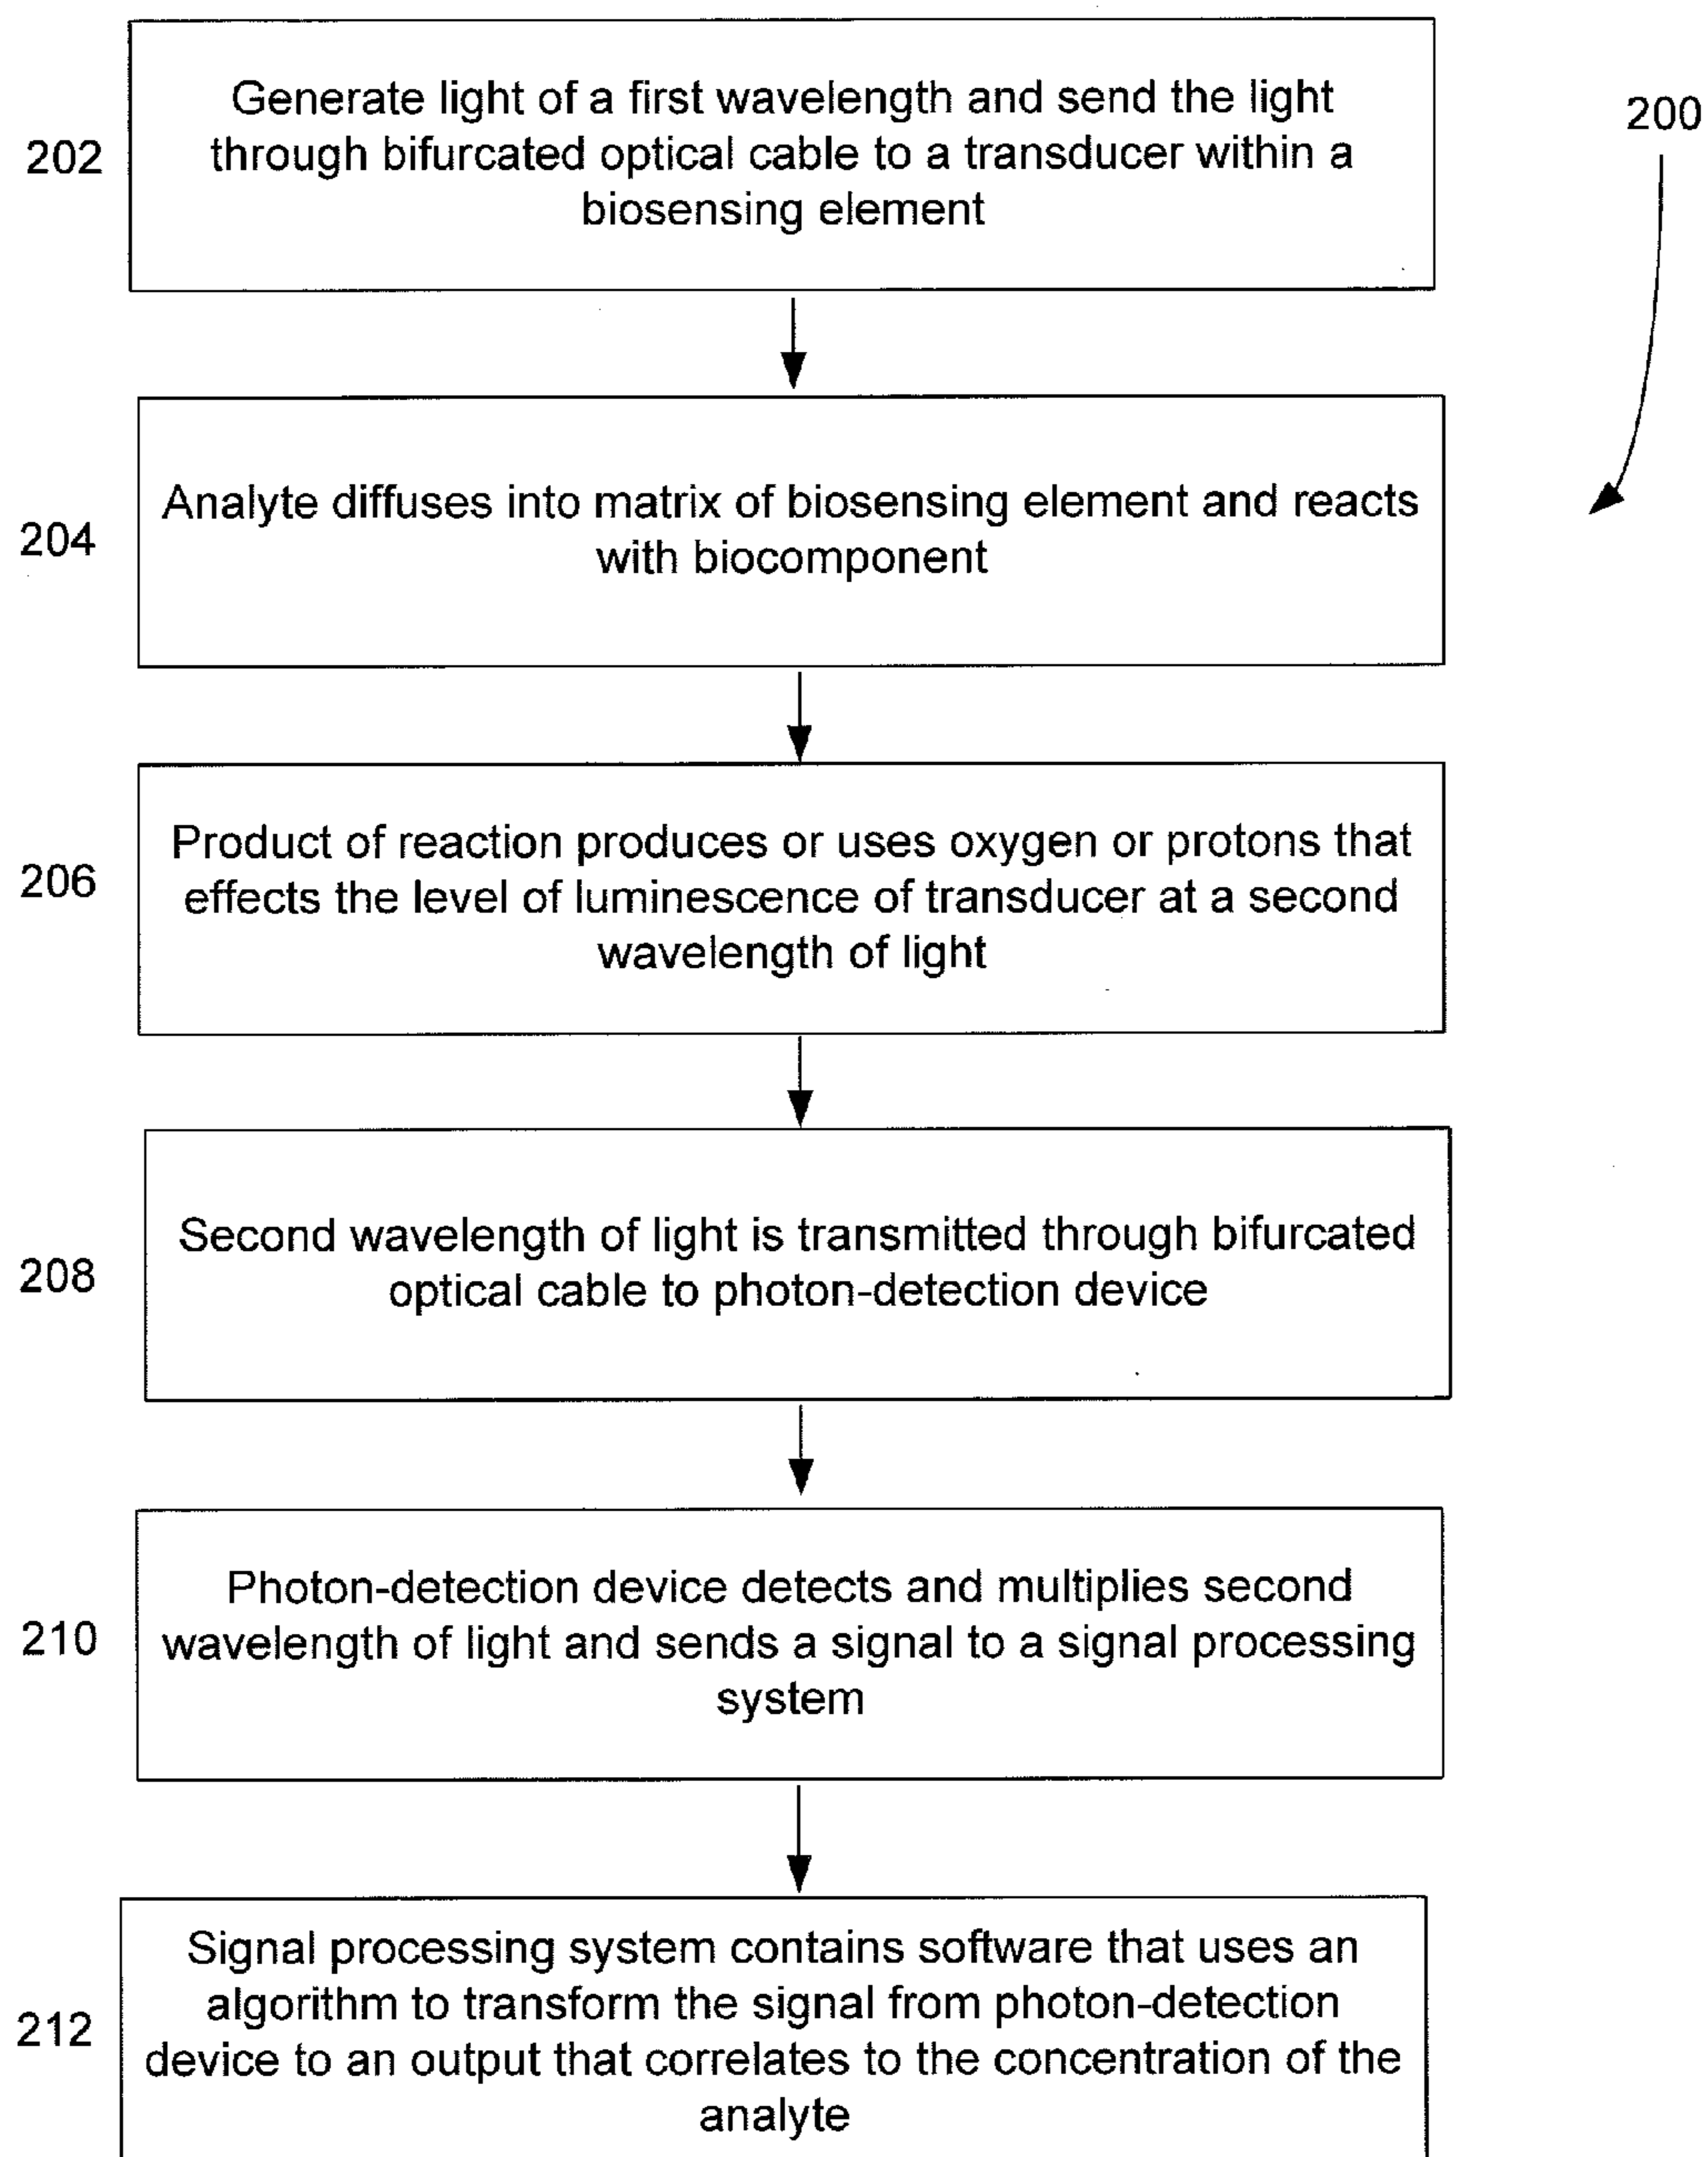 200
202
Generate light of a first wavelength and send the light
through bifurcated optical cable to a transducer within a
biosensing element
204
Analyte diffuses into matrix of biosensing element and reacts
with biocomponent
206
Product of reaction produces or uses oxygen or protons that
effects the level of luminescence of transducer at a second
wavelength of light
208
Second wavelength of light is transmitted through bifurcated
optical cable to photon-detection device
210
Photon-detection device detects and multiplies second
wavelength of light and sends a signal to a signal processing
system
212
Signal processing system contains software that uses an
algorithm to transform the signal from photon-detection
device to an output that correlates to the concentration of the
analyte